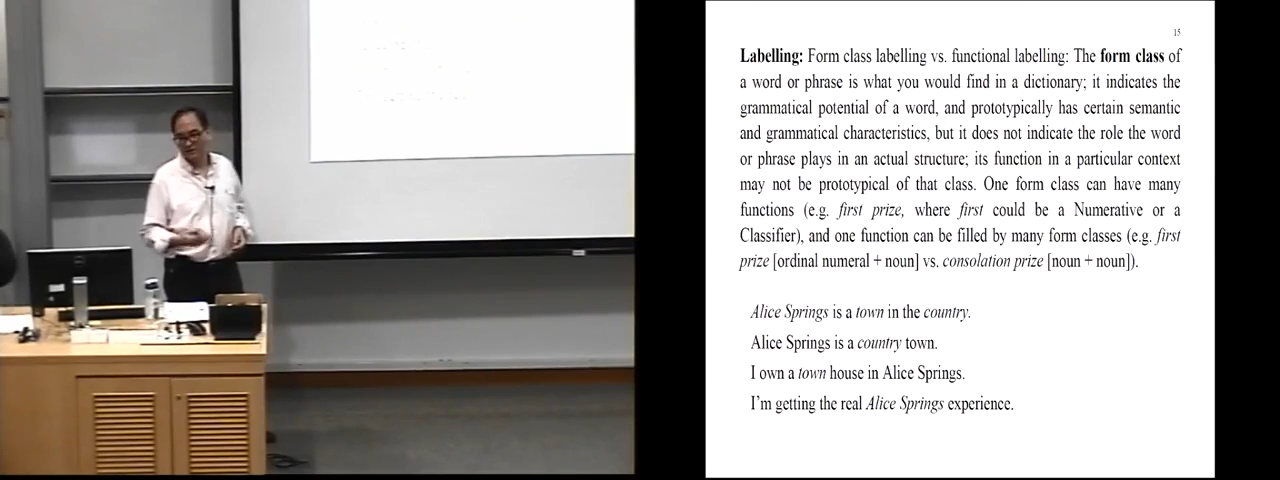 15
Labelling: Form class labelling vs. functional labelling: The form class of
a word or phrase is what you would find in a dictionary; it indicates the
grammatical potential of a word, and prototypically has certain semantic
and grammatical characteristics, but it does not indicate the role the word
or phrase plays in an actual structure; its function in a particular context
may not be prototypical of that class. One form class can have many
functions (e.g. first prize, where first could be a Numerative or a
Classifier), and one function can be filled by many form classes (e.g. first
prize [ordinal numeral + noun] vs. consolation prize [noun + noun]).
Alice Springs is a town in the country.
Alice Springs is a country town.
I own a town house in Alice Springs.
I'm getting the real Alice Springs experience.